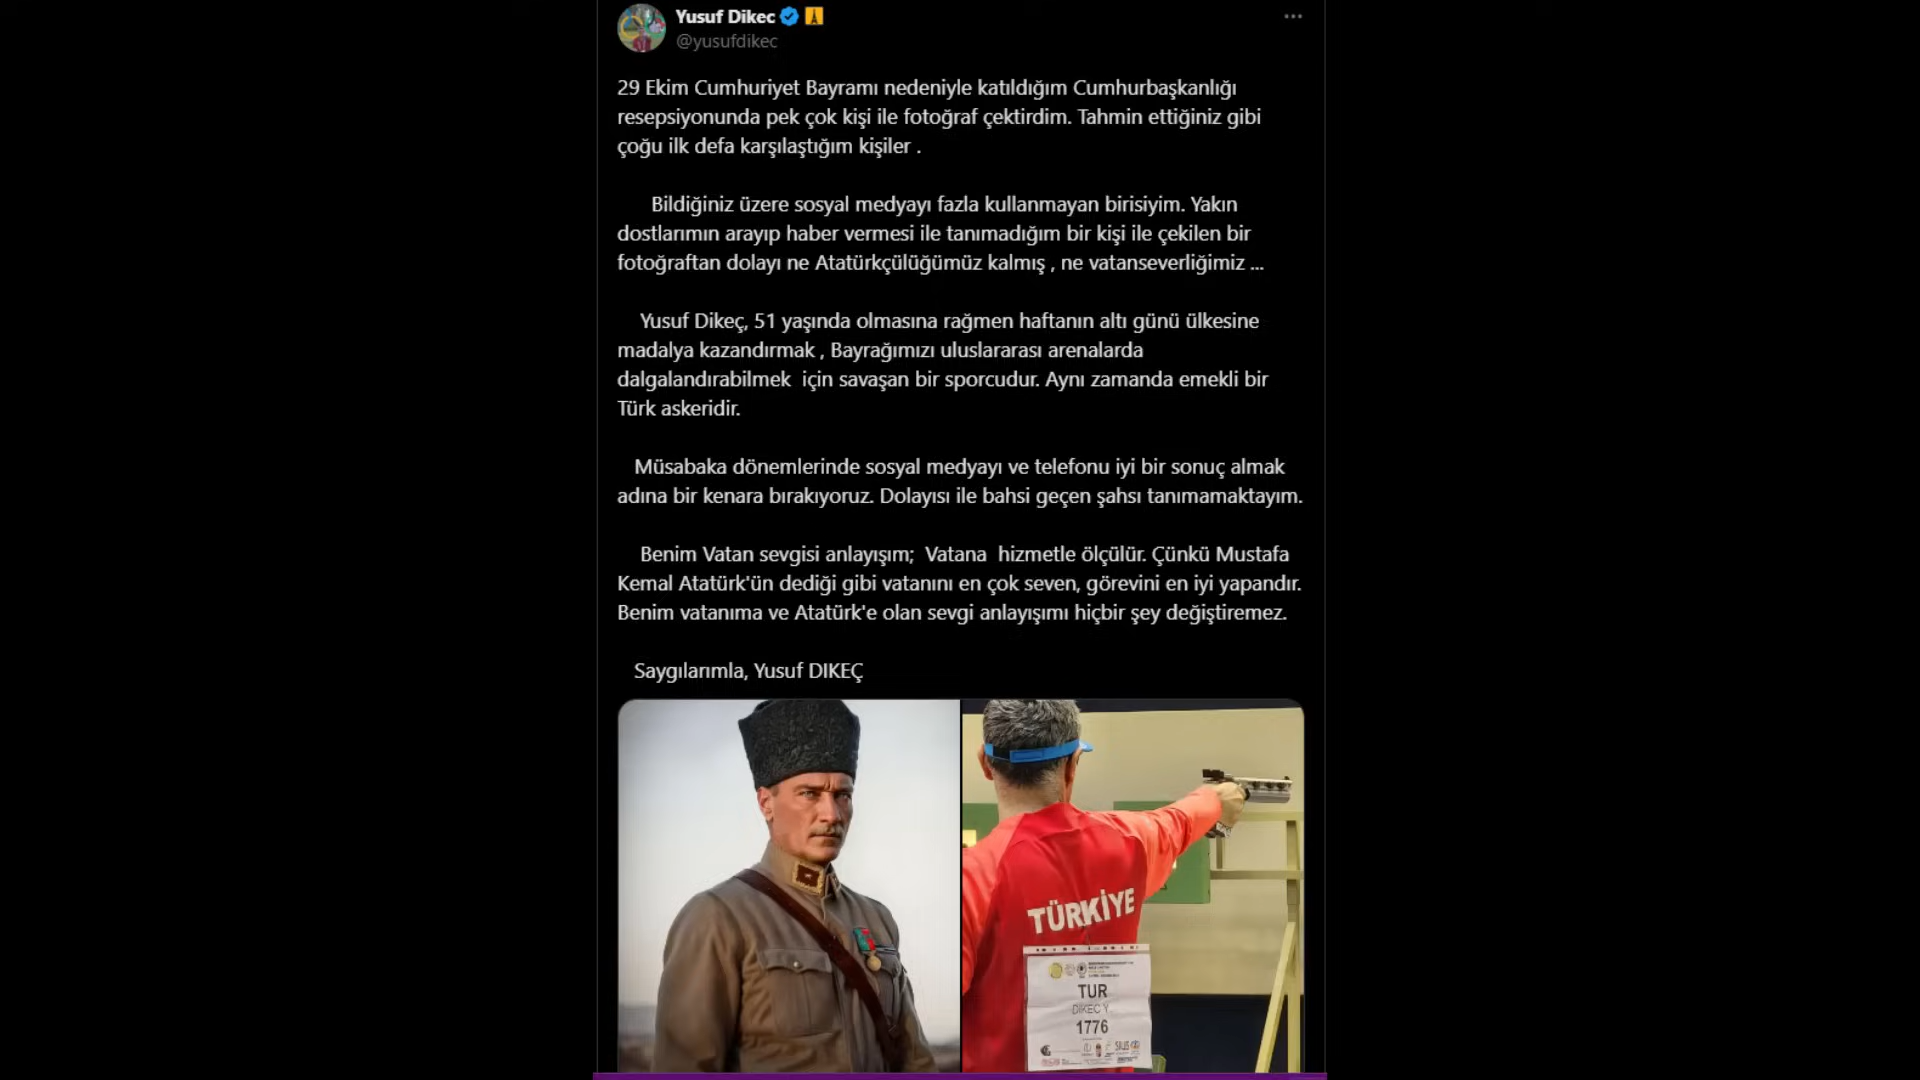 Yusuf Dikec
@yusufdikec
29 Ekim Cumhuriyet Bayramı nedeniyle katıldığım Cumhurbaşkanlığı
resepsiyonunda pek çok kişi ile fotoğraf çektirdim. Tahmin ettiğiniz gibi
çoğu ilk defa karşılaştığım kişiler .
Bildiğiniz üzere sosyal medyayı fazla kullanmayan birisiyim. Yakın
dostlarımın arayıp haber vermesi ile tanımadığım bir kişi ile çekilen bir
fotoğraftan dolayı ne Atatürkçülüğümüz kalmış , ne vatanseverliğimiz ...
Yusuf Dikeç, 51 yaşında olmasına rağmen haftanın altı günü ülkesine
madalya kazandırmak , Bayrağımızı uluslararası arenalarda
dalgalandırabilmek  için savaşan bir sporcudur. Aynı zamanda emekli bir
Türk askeridir.
Müsabaka dönemlerinde sosyal medyayı ve telefonu iyi bir sonuç almak
adına bir kenara bırakıyoruz. Dolayısı ile bahsi geçen şahsı tanımamaktayım.
Benim Vatan sevgisi anlayışım;  Vatana  hizmetle ölçülür. Çünkü Mustafa
Kemal Atatürk'ün dediği gibi vatanını en çok seven, görevini en iyi yapandır.
Benim vatanıma ve Atatürk'e olan sevgi anlayışımı hiçbir şey değiştiremez.
Saygılarımla, Yusuf DIKEÇ
TÜRKİYE
TUR
DIKEC Y
1776